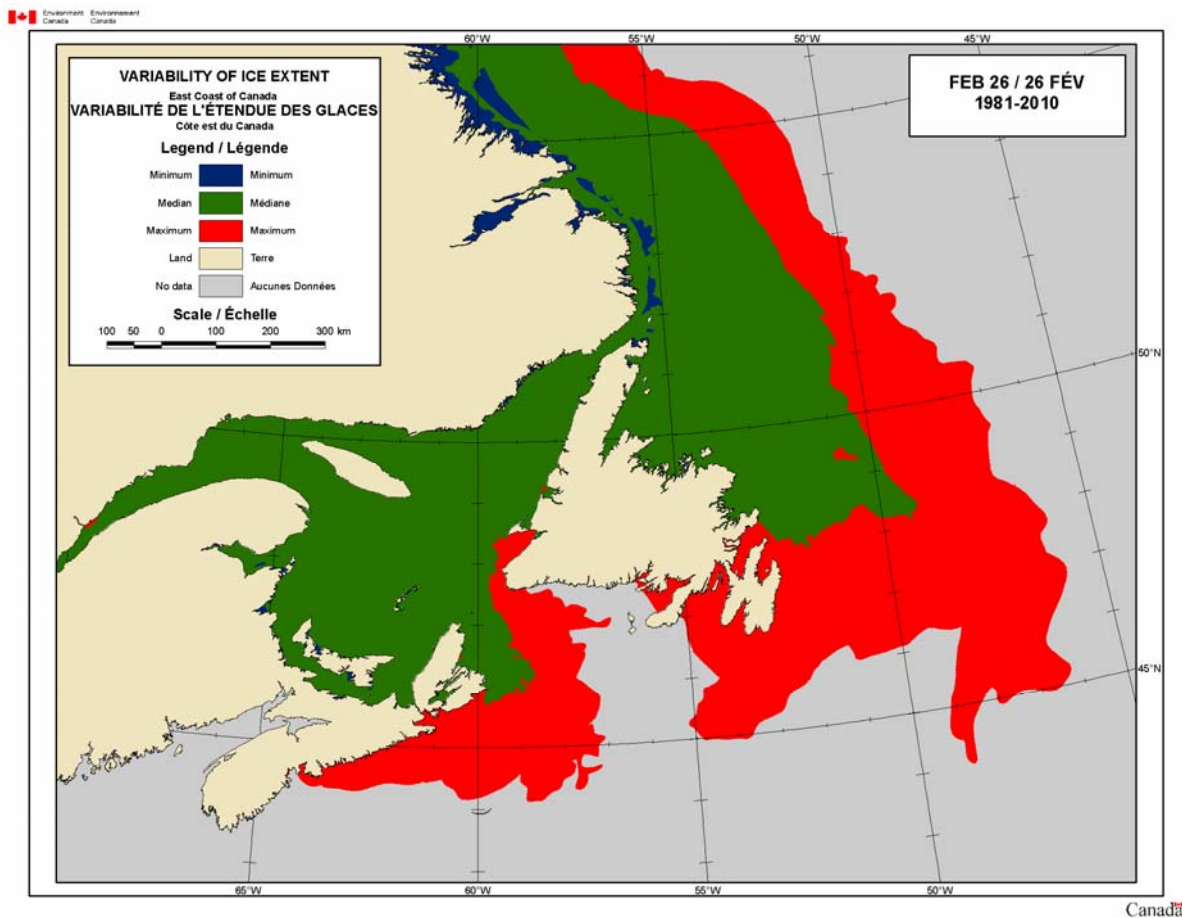 Environment Environnement
Canada Canada
60°W 55°W 50°W
VARIABILITY OF ICE EXTENT
East Coast of Canada
VARIABILITÉ DE L'ÉTENDUE DES GLACES
Côte est du Canada
Legend / Légende
Minimum Minimum
Median Médiane
Maximum Maximum
Land Terre
No data Aucunes Données
Scale / Échelle
100 50 0 100 200 300 km
FEB 26 / 26 FÉV
1981-2010
50°N
45°N
65°W 60°W 55°W 50°W
Canada